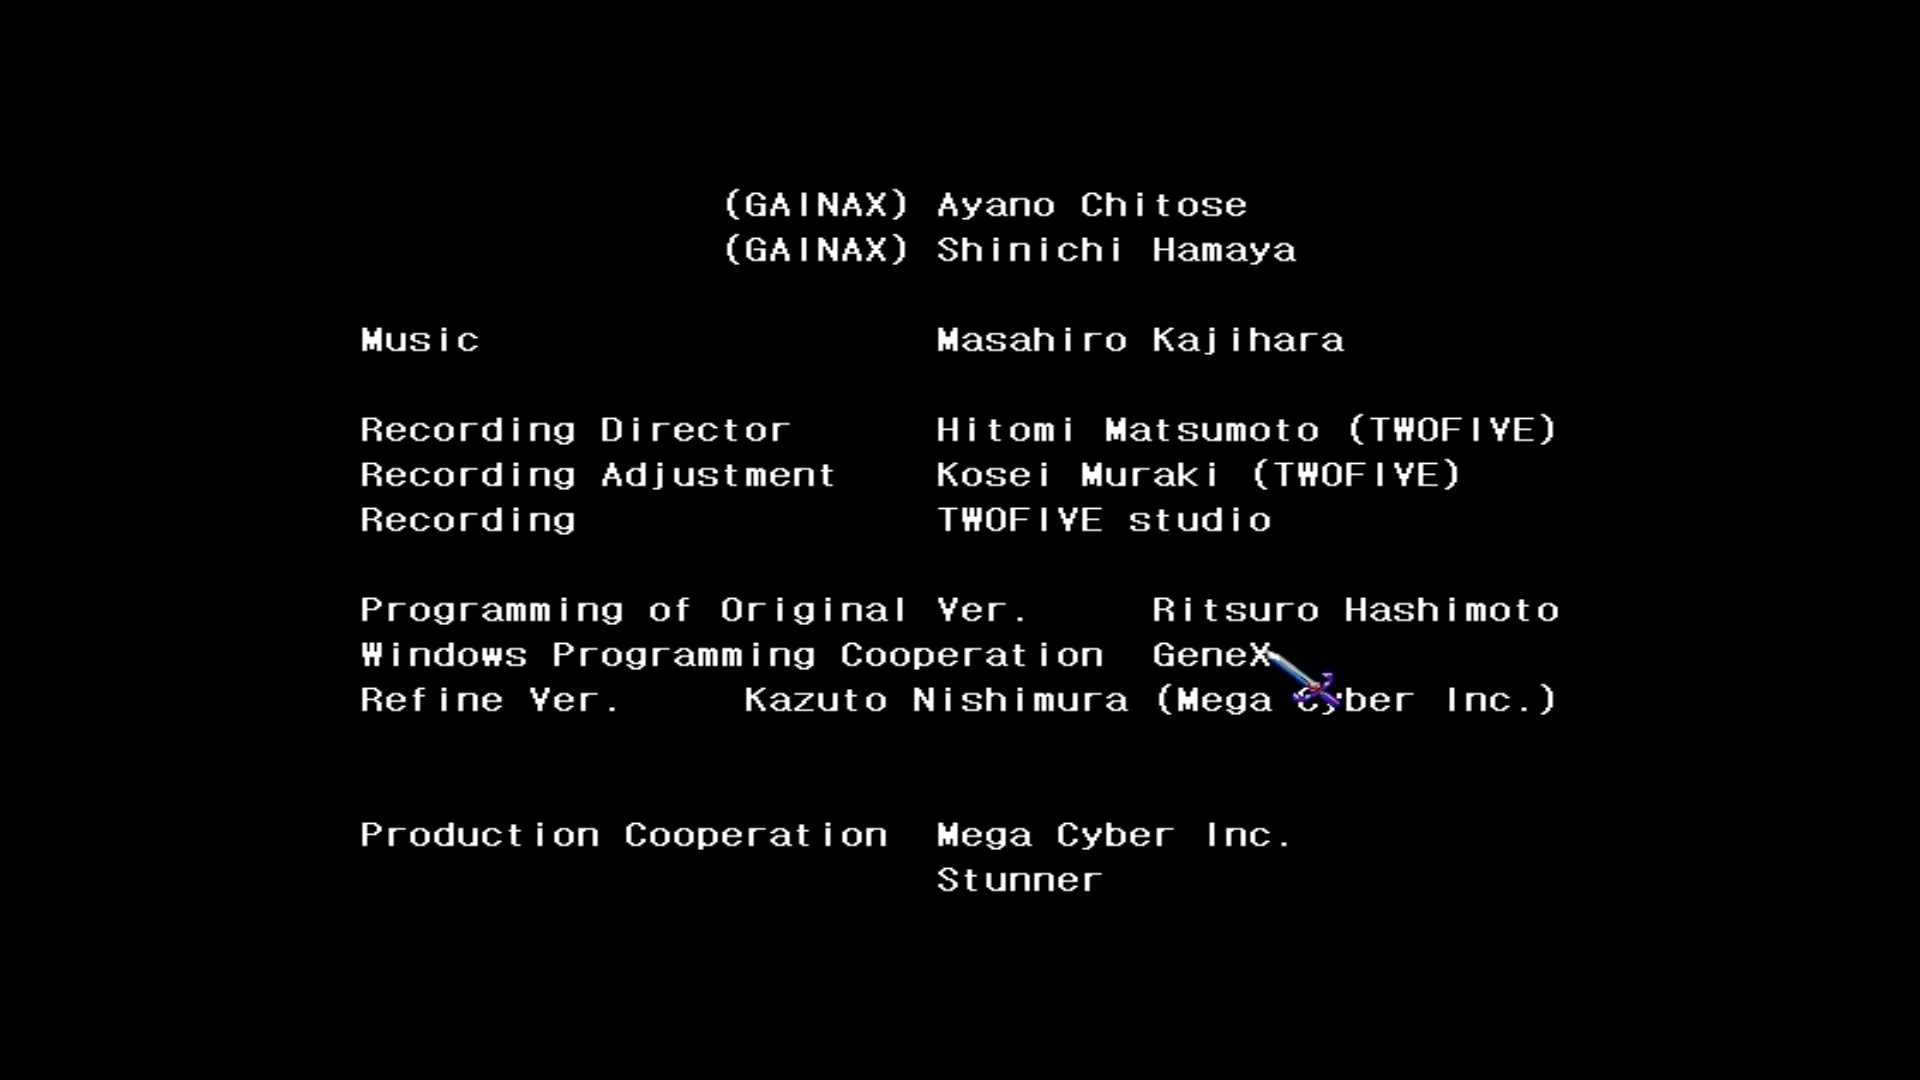 (GAINAX) Ayano Chitose
(GAINAX) Shinichi Hamaya
Music Masahiro Kajihara
Recording Director Hitomi Matsumoto (TWOFIVE)
Recording Adjustment Kosei Muraki (TWOFIVE)
Recording TWOFIVE studio
Programming of Original Ver. Ritsuro Hashimoto
Windows Programming Cooperation GeneX
Refine Ver. Kazuto Nishimura (Mega Cyber Inc.)
Production Cooperation Mega Cyber Inc.
Stunner